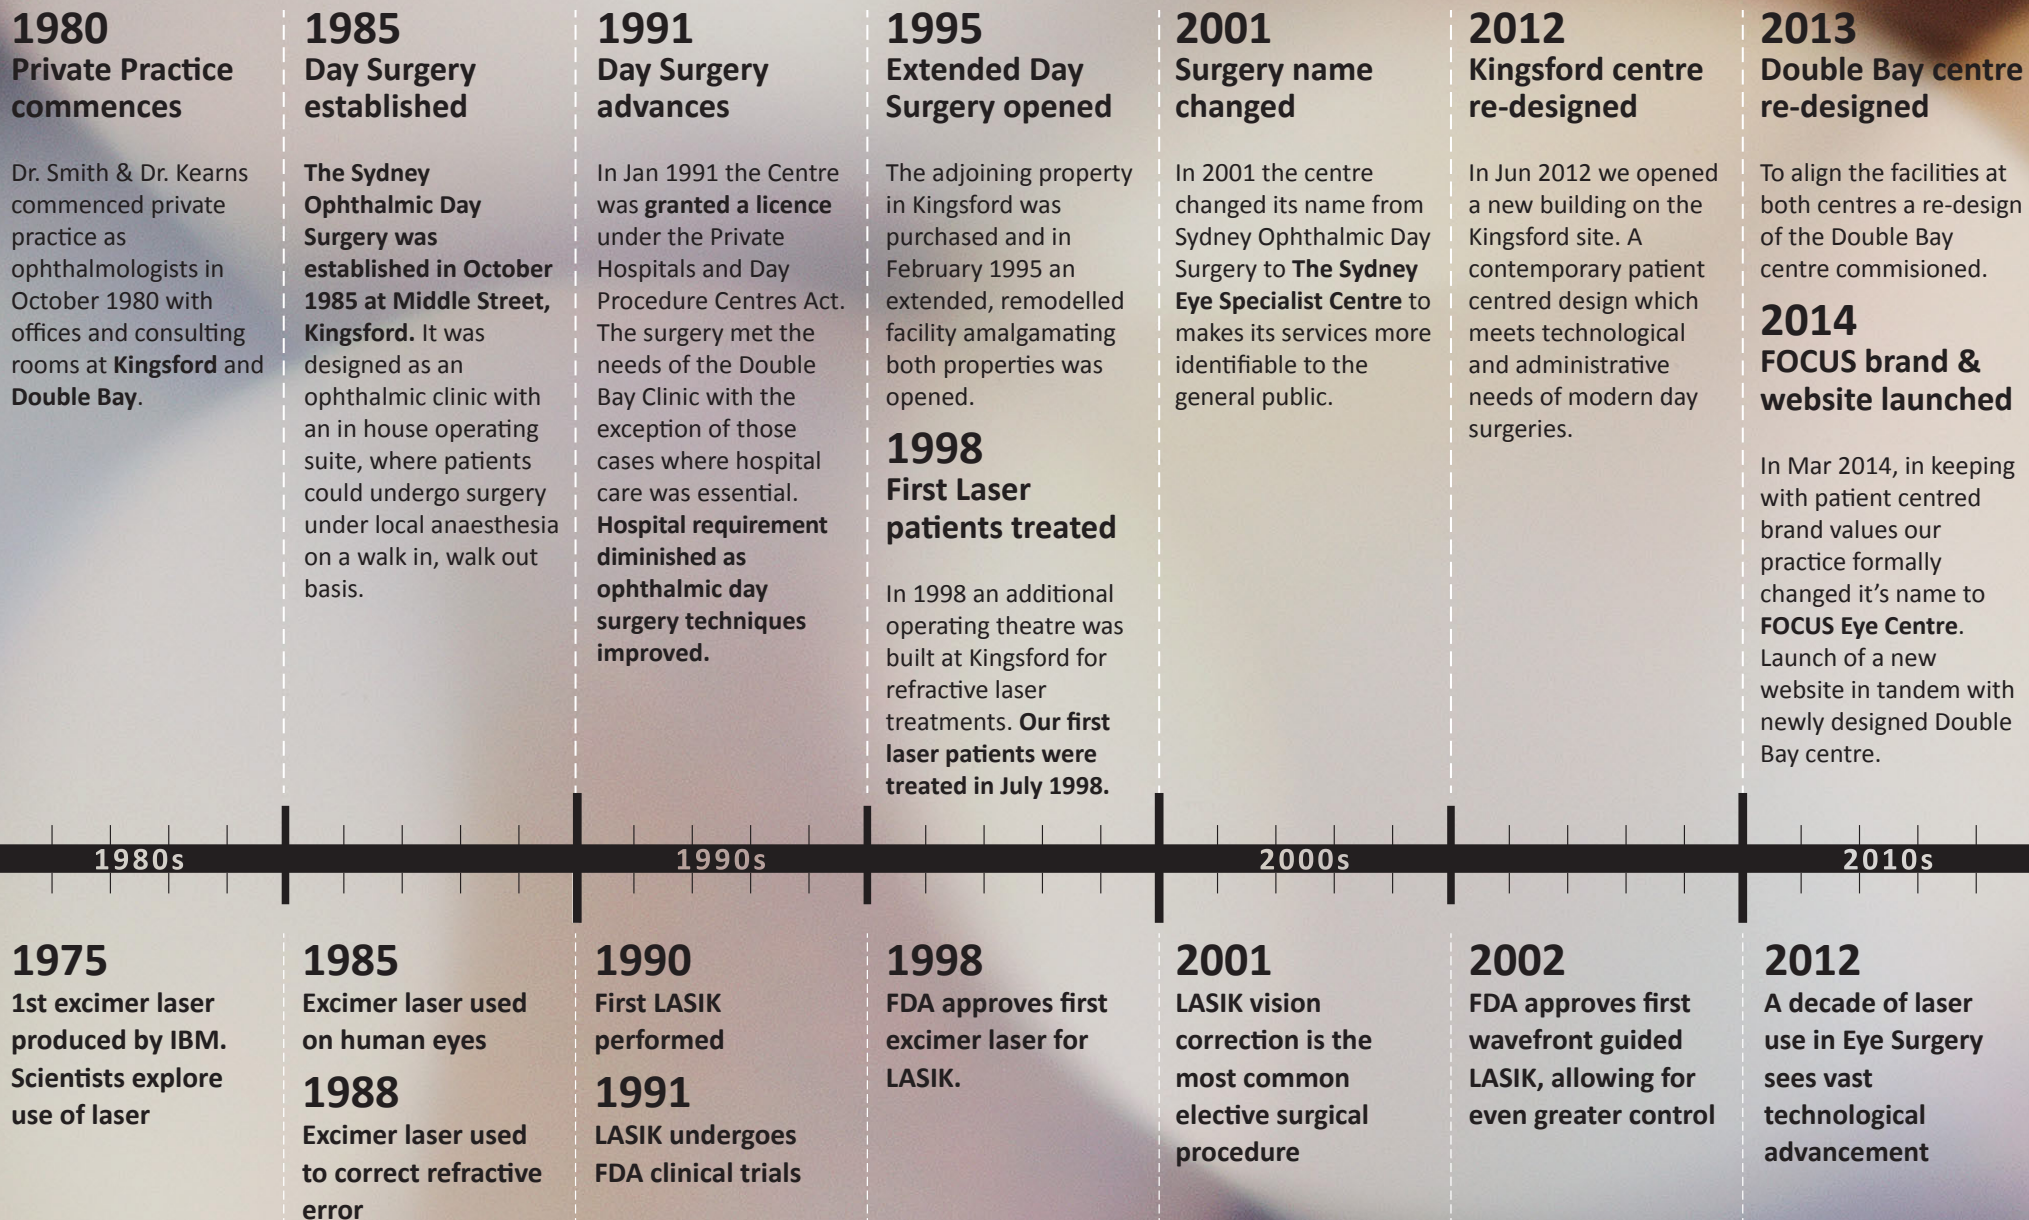 1980
Private Practice
commences
Dr. Smith & Dr. Kearns
commenced private
practice as
ophthalmologists in
October 1980 with
offices and consulting
rooms at Kingsford and
Double Bay.
1985
Day Surgery
established
The Sydney
Ophthalmic Day
Surgery was
established in October
1985 at Middle Street,
Kingsford. It was
designed as an
ophthalmic clinic with
an in house operating
suite, where patients
could undergo surgery
under local anaesthesia
on a walk in, walk out
basis.
1991
Day Surgery
advances
In Jan 1991 the Centre
was granted a licence
under the Private
Hospitals and Day
Procedure Centres Act.
The surgery met the
needs of the Double
Bay Clinic with the
exception of those
cases where hospital
care was essential.
Hospital requirement
diminished as
ophthalmic day
surgery techniques
improved.
1995
Extended Day
Surgery opened
The adjoining property
in Kingsford was
purchased and in
February 1995 an
extended, remodelled
facility amalgamating
both properties was
opened.
1998
First Laser
patients treated
In 1998 an additional
operating theatre was
built at Kingsford for
refractive laser
treatments. Our first
laser patients were
treated in July 1998.
2001
Surgery name
changed
In 2001 the centre
changed its name from
Sydney Ophthalmic Day
Surgery to The Sydney
Eye Specialist Centre to
makes its services more
identifiable to the
general public.
2012
Kingsford centre
re-designed
In Jun 2012 we opened
a new building on the
Kingsford site. A
contemporary patient
centred design which
meets technological
and administrative
needs of modern day
surgeries.
2013
Double Bay centre
re-designed
To align the facilities at
both centres a re-design
of the Double Bay
centre commisioned.
2014
FOCUS brand &
website launched
In Mar 2014, in keeping
with patient centred
brand values our
practice formally
changed it's name to
FOCUS Eye Centre.
Launch of a new
website in tandem with
newly designed Double
Bay centre.
1980s
1990s
2000s
2010s
1975
1st excimer laser
produced by IBM.
Scientists explore
use of laser
1985
Excimer laser used
on human eyes
1988
Excimer laser used
to correct refractive
error
1990
First LASIK
performed
1991
LASIK undergoes
FDA clinical trials
1998
FDA approves first
excimer laser for
LASIK.
2001
LASIK vision
correction is the
most common
elective surgical
procedure
2002
FDA approves first
wavefront guided
LASIK, allowing for
even greater control
2012
A decade of laser
use in Eye Surgery
sees vast
technological
advancement